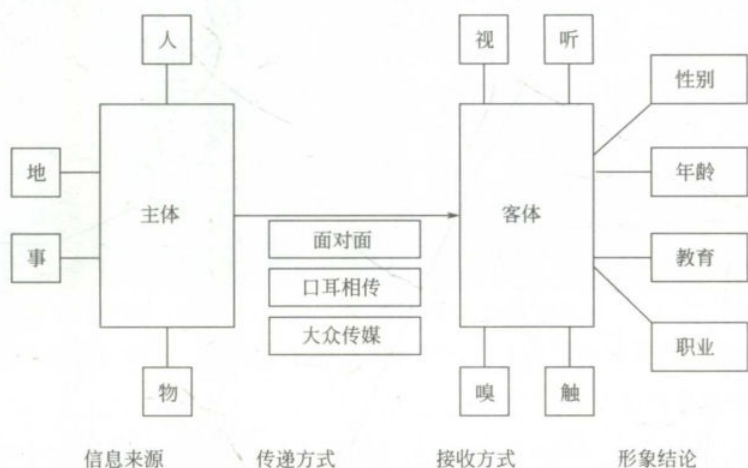 人
视
听
性别
地
年龄
主体
客体
面对面
事
教育
口耳相传
大众传媒
职业
物
嗅
触
信息来源
传递方式
接收方式
形象结论